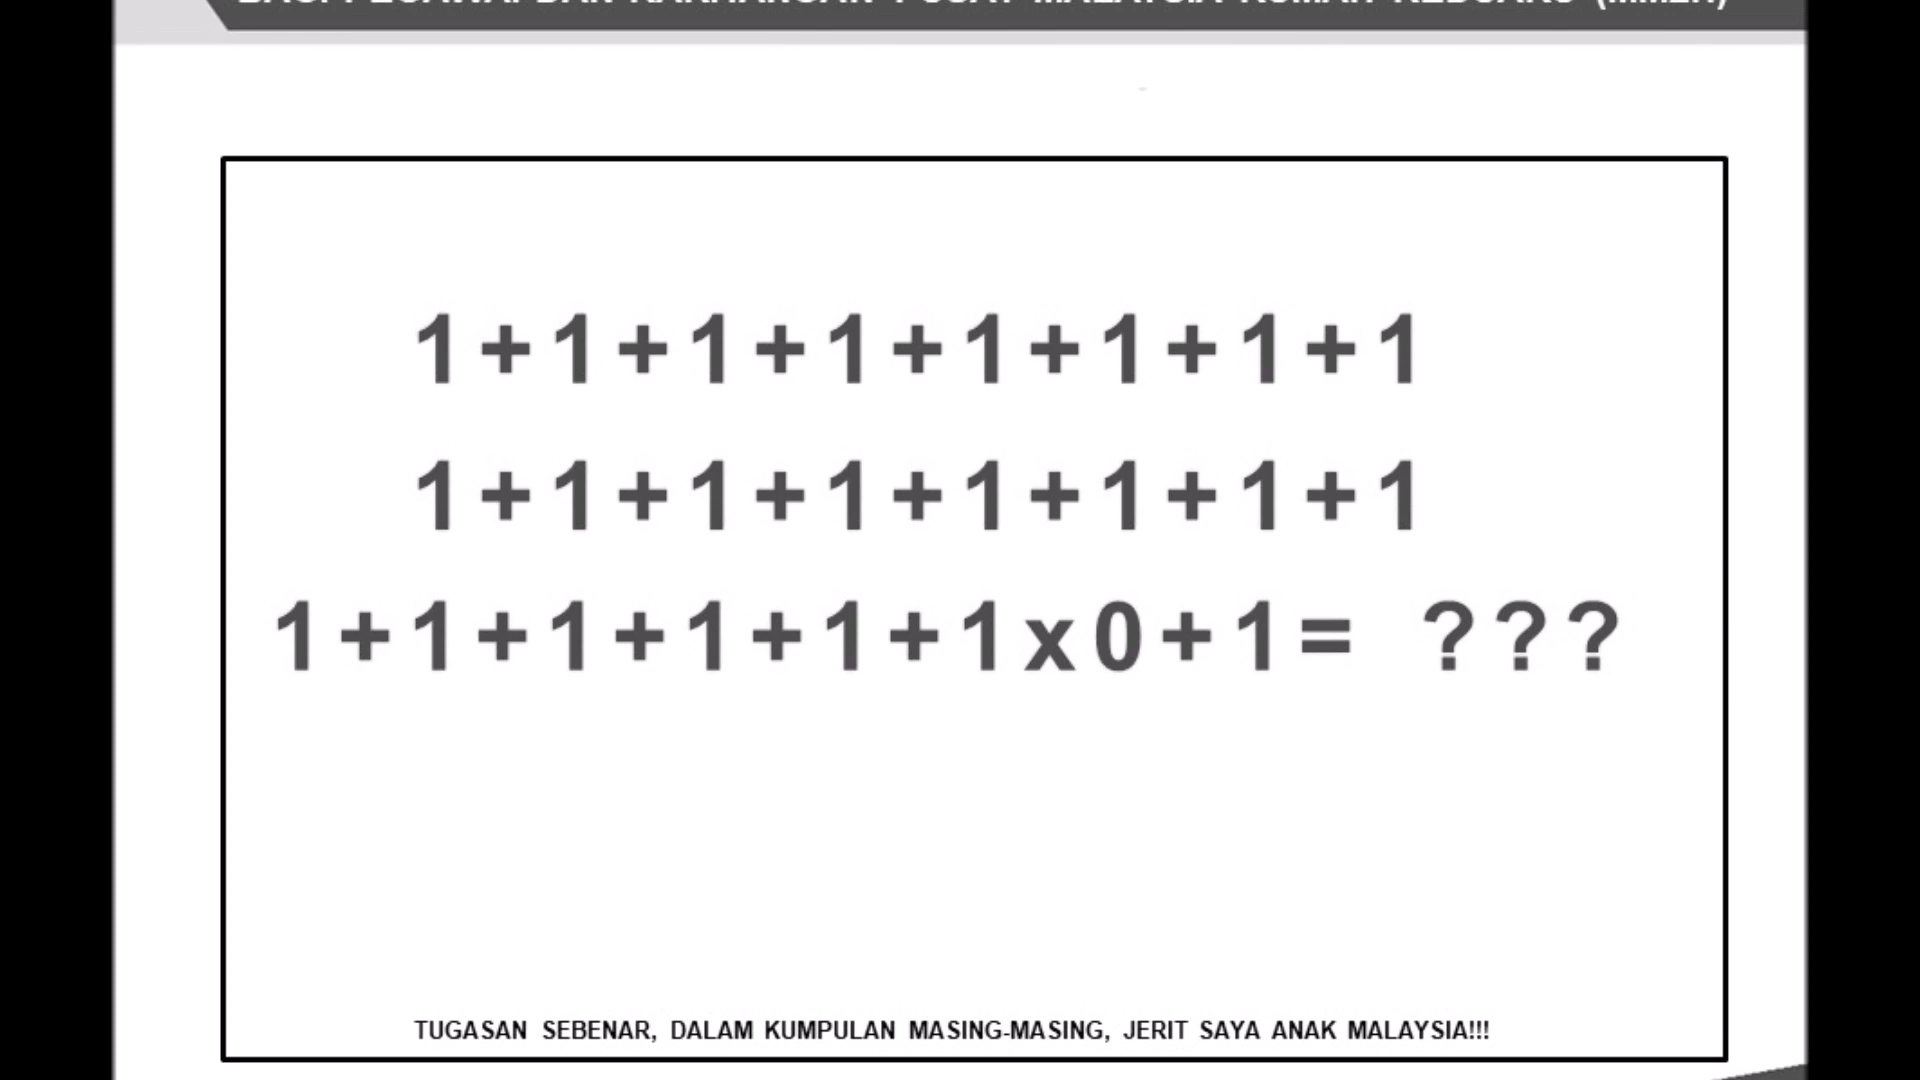 1+1+1+1+1+1+1+1
1+1+1+1+1+1+1+1
1+1+1+1+1+1x0+1= ???
TUGASAN SEBENAR, DALAM KUMPULAN MASING-MASING, JERIT SAYA ANAK MALAYSIA!!!